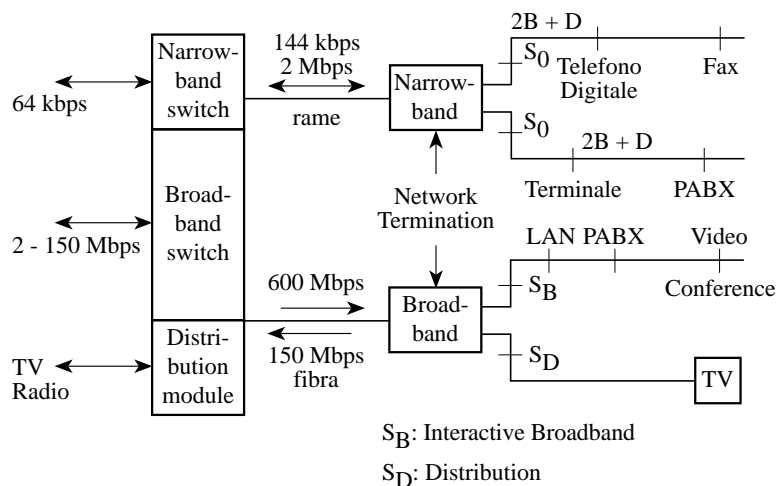 Narrow-
band
switch
64 kbps
144 kbps
2 Mbps
rame
Narrow-
band
2B + D
S0
Telefono
Digitale
Fax
S0
2B + D
Terminale
PABX
Broad-
band
switch
2 - 150 Mbps
Network
Termination
600 Mbps
150 Mbps
fibra
Broad-
band
LAN PABX
Video
Conference
SB
SD
TV
Distri-
bution
module
TV
Radio
SB: Interactive Broadband
SD: Distribution